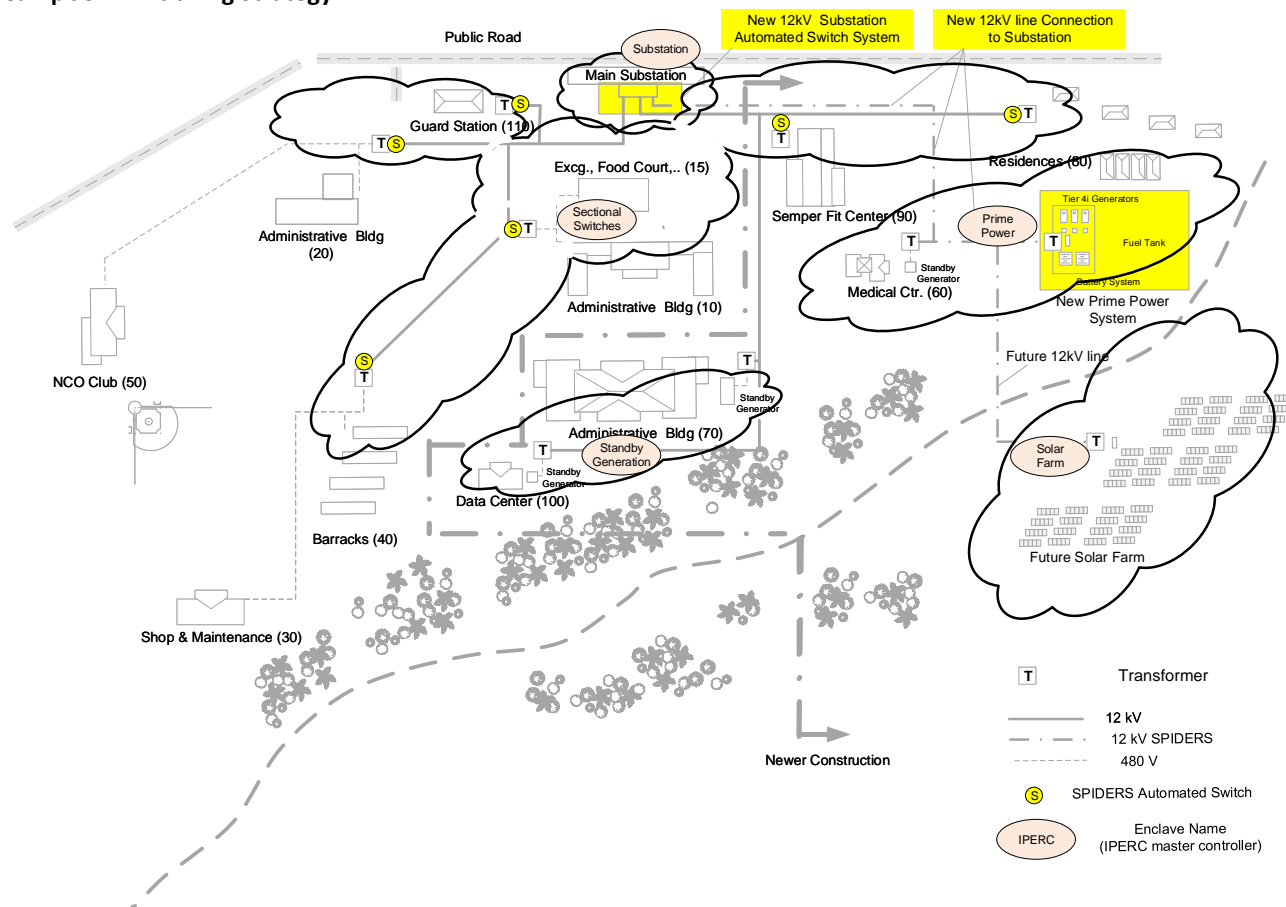 Public Road
Substation
New 12kV Substation
Automated Switch System
New 12kV line Connection
to Substation
Main Substation
S
T
Guard Station (110)
T
S
S
T
S
T
Excg., Food Court,.. (15)
Residences (80)
Sectional
Switches
S
T
Semper Fit Center (90)
Administrative Bldg
(20)
Prime
Power
Tier 4i Generators
T
Fuel Tank
Battery System
T
Standby
Generator
Medical Ctr. (60)
New Prime Power
System
Administrative Bldg (10)
Future 12kV line
S
T
NCO Club (50)
T
Standby
Generator
Administrative Bldg (70)
Standby
Generation
T
Standby
Generator
Data Center (100)
Solar
Farm
T
Barracks (40)
Future Solar Farm
Shop & Maintenance (30)
Newer Construction
T
Transformer
12 kV
12 kV SPIDERS
480 V
S
SPIDERS Automated Switch
IPERC
Enclave Name
(IPERC master controller)